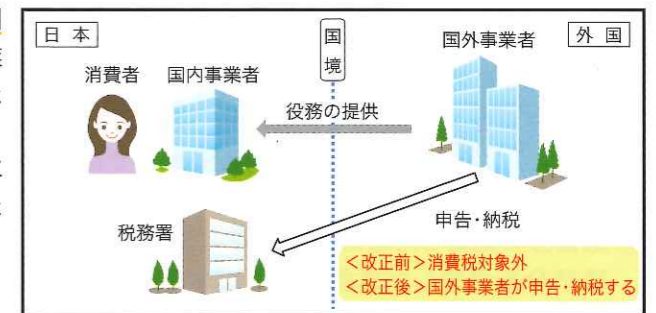 日本
国境
国外事業者
外国
消費者
国内事業者
役務の提供
申告・納税
税務署
<改正前>消費税対象外
<改正後>国外事業者が申告・納税する